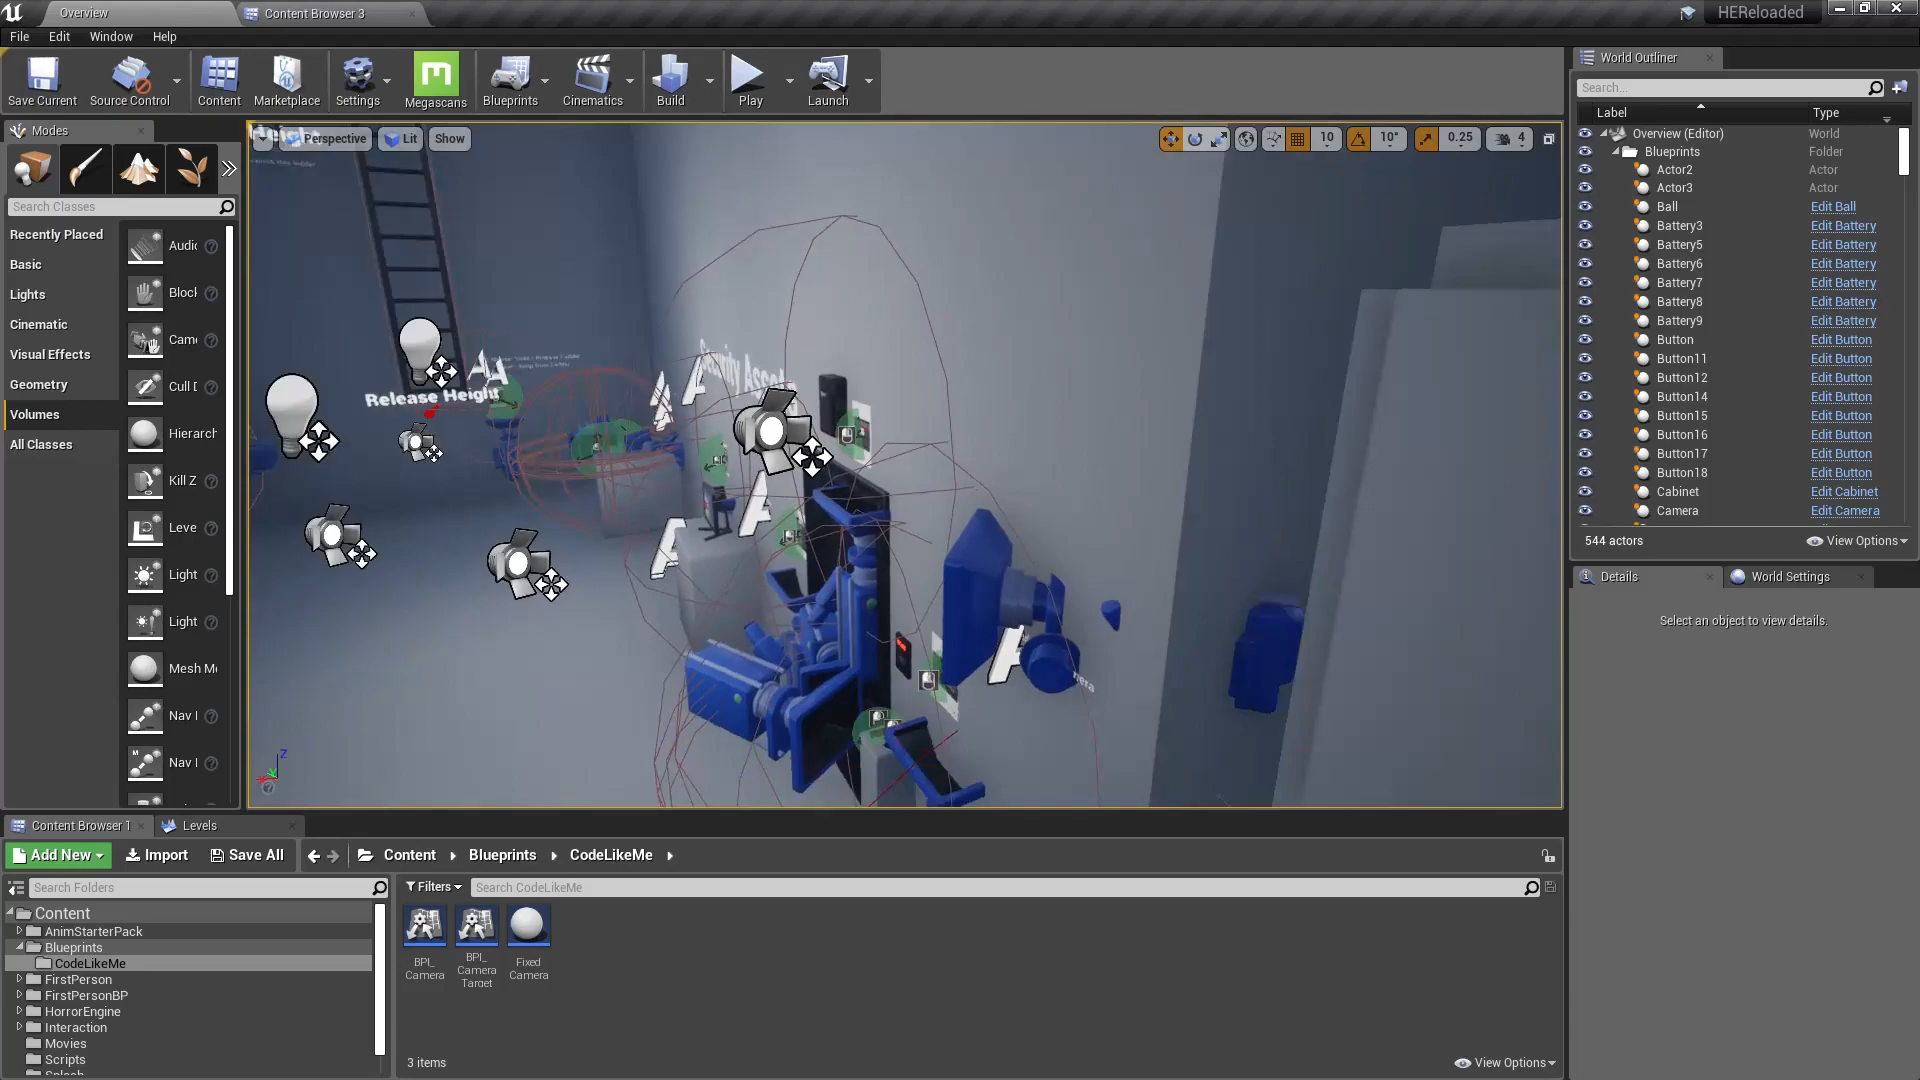 Overview
Content Browser 3
HEReloaded
File Edit Window Help
Save Current
Source Control
Content
Marketplace
Settings
Megascans
Blueprints
Cinematics
Build
Play
Launch
Modes
Search Classes
Recently Placed
Basic
Lights
Cinematic
Visual Effects
Geometry
Volumes
All Classes
Audic
Block
Came
Cull D
Hierarch
Kill Z
Leve
Light
Light
Mesh Me
Nav I
Nav I
Perspective
Lit
Show
10
10°
0.25
4
Release Height
Z
World Outliner
Search...
Label Type
Overview (Editor) World
Blueprints Folder
Actor2 Actor
Actor3 Actor
Ball Edit Ball
Battery3 Edit Battery
Battery5 Edit Battery
Battery6 Edit Battery
Battery7 Edit Battery
Battery8 Edit Battery
Battery9 Edit Battery
Button Edit Button
Button11 Edit Button
Button12 Edit Button
Button14 Edit Button
Button15 Edit Button
Button16 Edit Button
Button17 Edit Button
Button18 Edit Button
Cabinet Edit Cabinet
Camera Edit Camera
544 actors
View Options
Details
World Settings
Select an object to view details.
Content Browser 1
Levels
Add New
Import
Save All
Content
Blueprints
CodeLikeMe
Search Folders
Content
AnimStarterPack
Blueprints
CodeLikeMe
FirstPerson
FirstPersonBP
HorrorEngine
Interaction
Movies
Scripts
Splash
Filters
Search CodeLikeMe
BPI_
Camera
BPI_
Camera
Target
Fixed
Camera
3 items
View Options